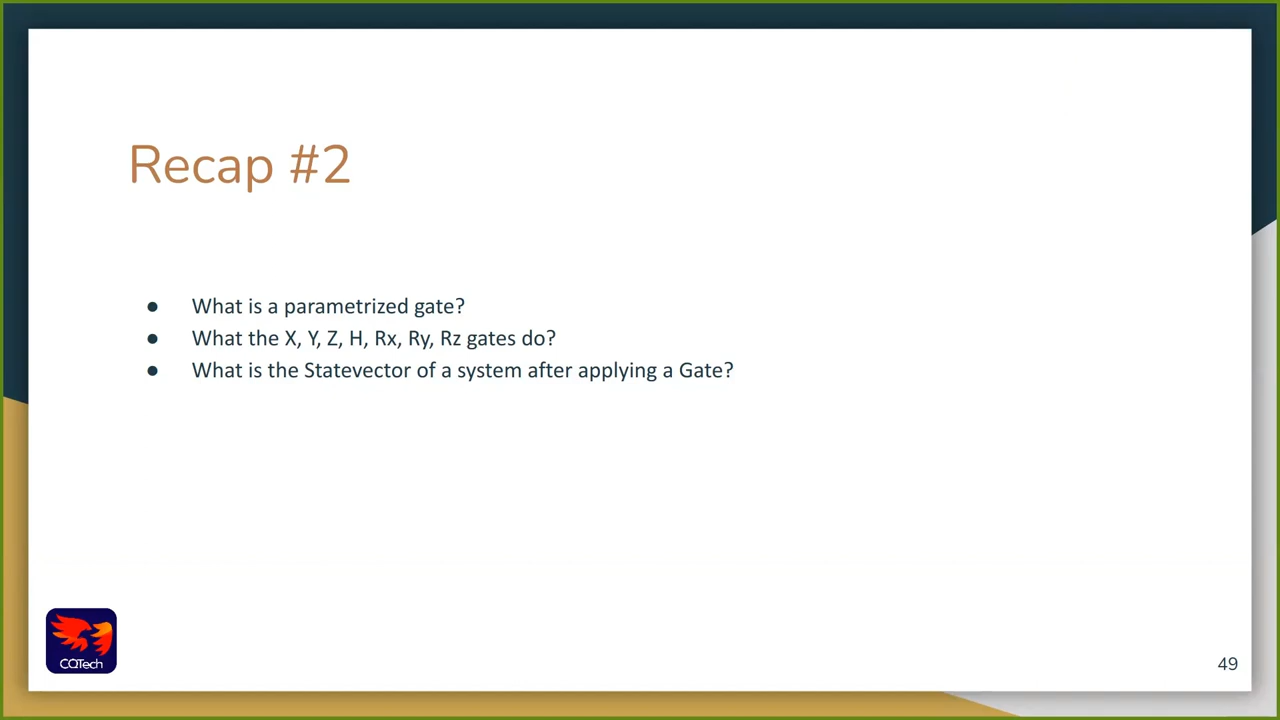 Recap #2
● What is a parametrized gate?
● What the X, Y, Z, H, Rx, Ry, Rz gates do?
● What is the Statevector of a system after applying a Gate?
CQTech
49